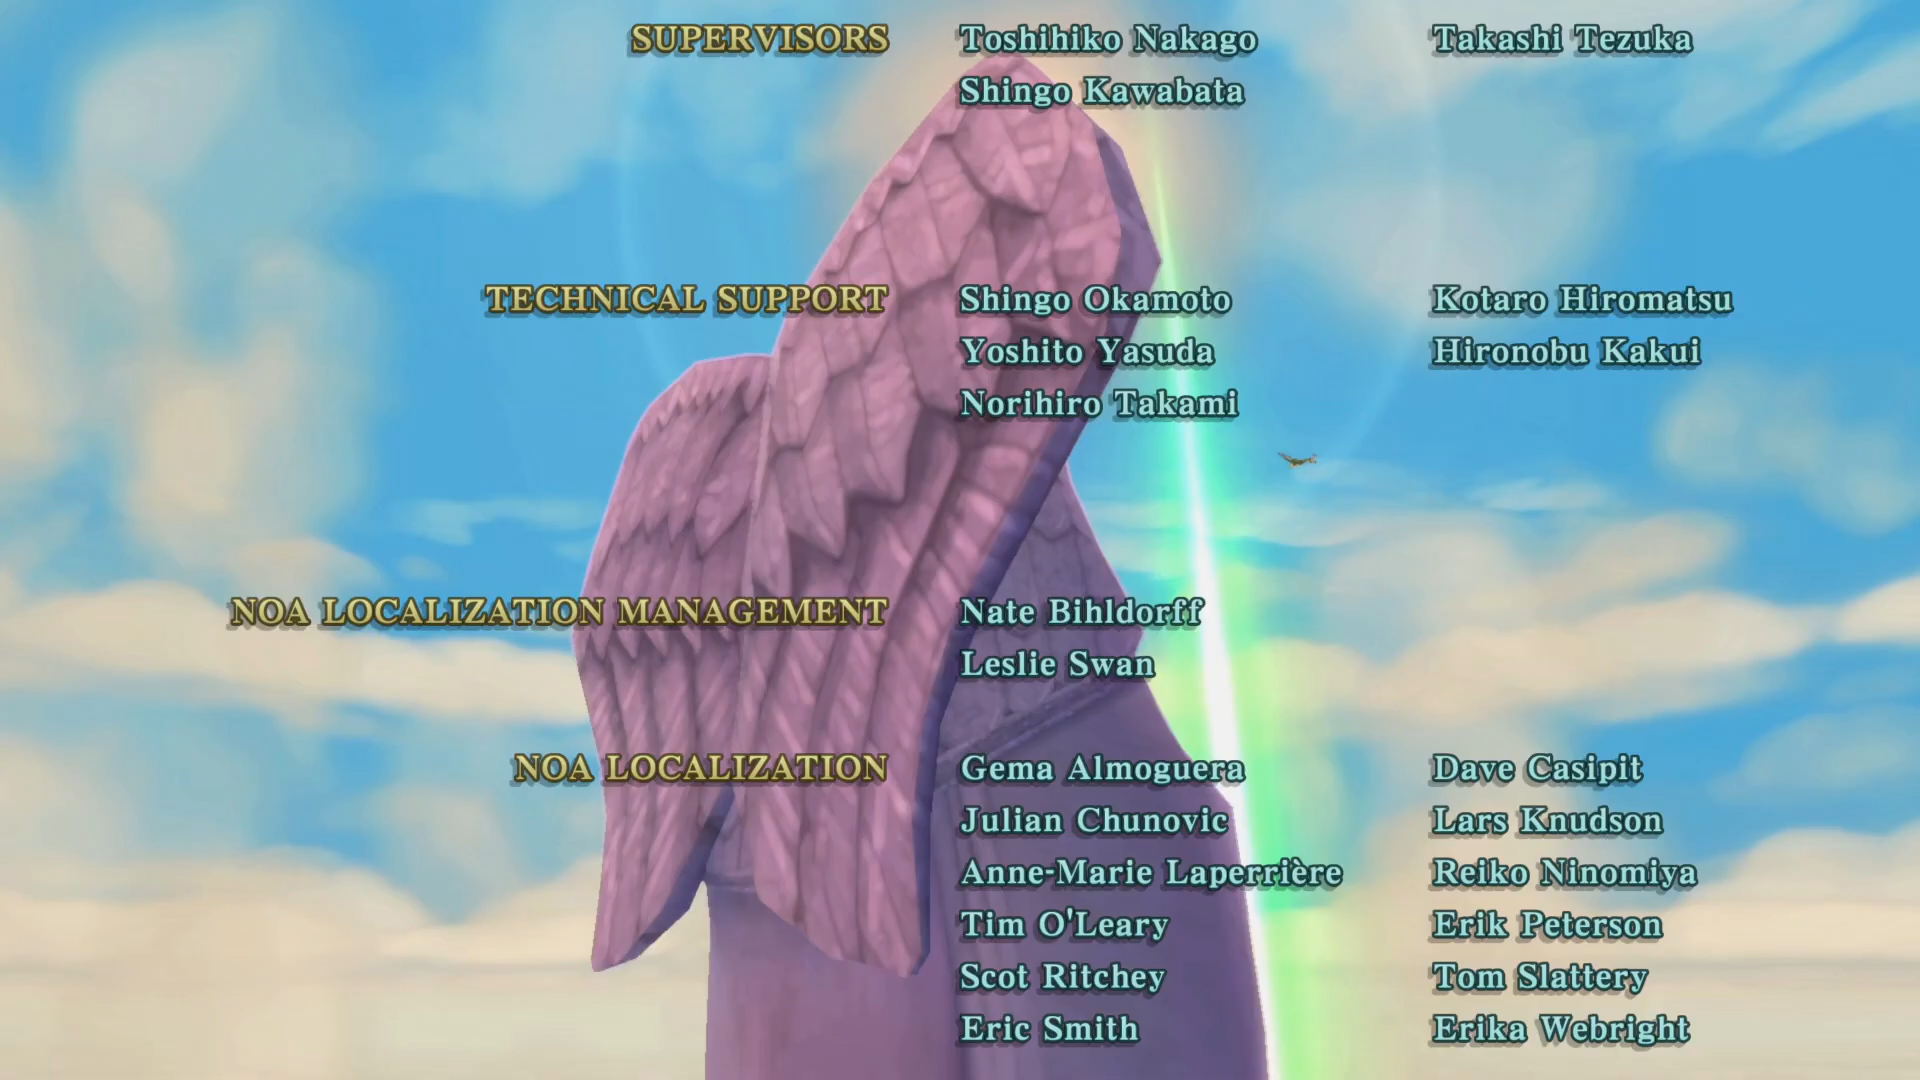 SUPERVISORS Toshihiko Nakago Takashi Tezuka
Shingo Kawabata
TECHNICAL SUPPORT Shingo Okamoto Kotaro Hiromatsu
Yoshito Yasuda Hironobu Kakui
Norihiro Takami
NOA LOCALIZATION MANAGEMENT Nate Bihldorff
Leslie Swan
NOA LOCALIZATION Gema Almoguera Dave Casipit
Julian Chunovic Lars Knudson
Anne-Marie Laperrière Reiko Ninomiya
Tim O'Leary Erik Peterson
Scot Ritchey Tom Slattery
Eric Smith Erika Webright